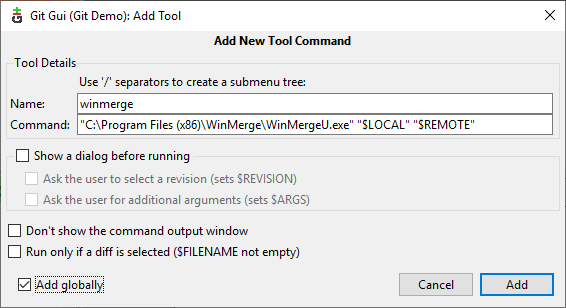 Git Gui (Git Demo): Add Tool
Add New Tool Command
Tool Details
Use '/' separators to create a submenu tree:
Name: winmerge
Command: "C:\Program Files (x86)\WinMerge\WinMergeU.exe" "$LOCAL" "$REMOTE"
Show a dialog before running
Ask the user to select a revision (sets $REVISION)
Ask the user for additional arguments (sets $ARGS)
Don't show the command output window
Run only if a diff is selected ($FILENAME not empty)
Add globally Cancel Add